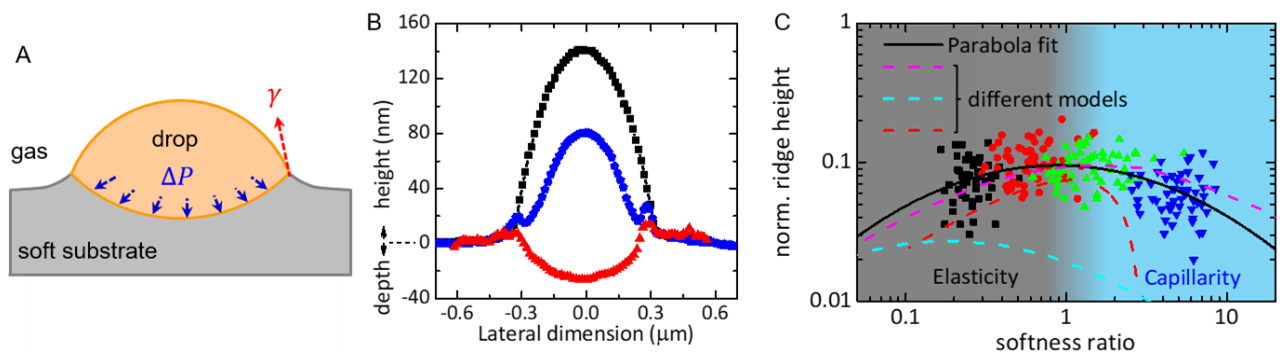 A
gas
drop
γ
ΔP
soft substrate
B
160
120
80
40
0
-40
depth height (nm)
-0.6 -0.3 0.0 0.3 0.6
Lateral dimension (μm)
C
1
0.1
0.01
norm. ridge height
Parabola fit
different models
Elasticity
Capillarity
0.1 1 10
softness ratio